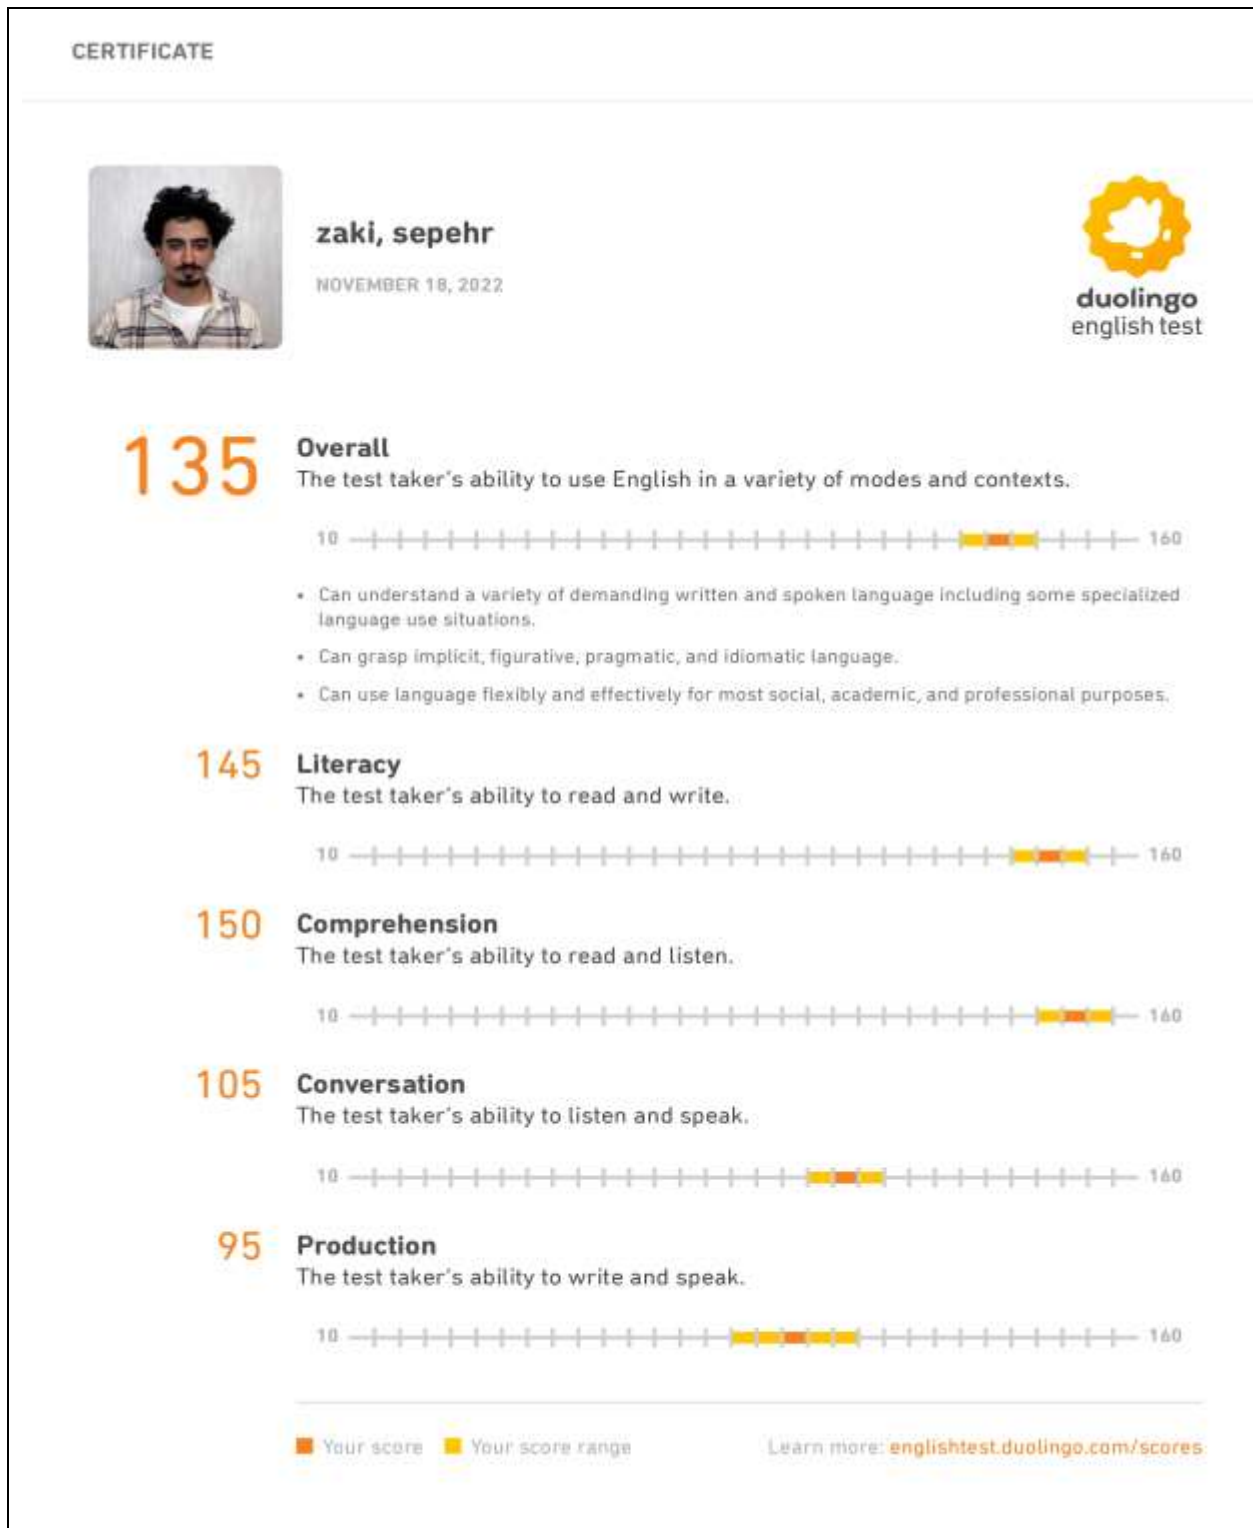 CERTIFICATE
zaki, sepehr
NOVEMBER 18, 2022
duolingo
english test
135
Overall
The test taker's ability to use English in a variety of modes and contexts.
10 160
• Can understand a variety of demanding written and spoken language including some specialized
language use situations.
• Can grasp implicit, figurative, pragmatic, and idiomatic language.
• Can use language flexibly and effectively for most social, academic, and professional purposes.
145 Literacy
The test taker's ability to read and write.
10 160
150 Comprehension
The test taker's ability to read and listen.
10 160
105 Conversation
The test taker's ability to listen and speak.
10 160
95 Production
The test taker's ability to write and speak.
10 160
Your score Your score range Learn more: englishtest.duolingo.com/scores